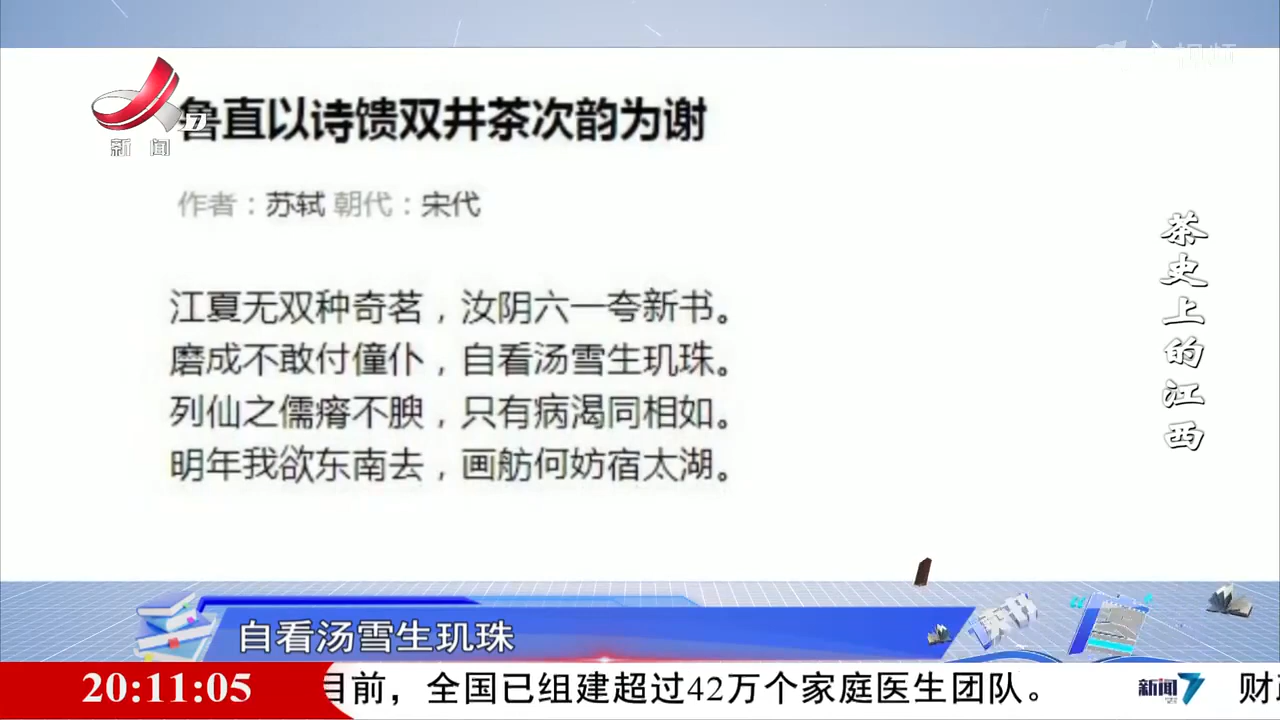 鲁直以诗馈双井茶次韵为谢
新闻
作者：苏轼 朝代：宋代
江夏无双种奇茗，汝阴六一夸新书。
磨成不敢付僮仆，自看汤雪生玑珠。
列仙之儒瘠不腴，只有病渴同相如。
明年我欲东南去，画舫何妨宿太湖。
茶史上的江西
自看汤雪生玑珠
20:11:05
目前，全国已组建超过42万个家庭医生团队。
新闻7
财